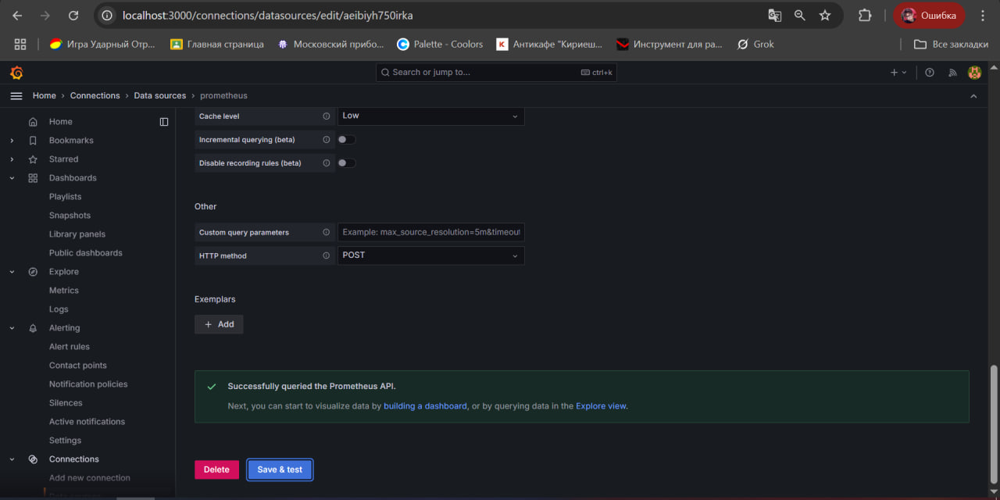 localhost:3000/connections/datasources/edit/aeibiyh750irka
Ошибка
Игра Ударный Отр...
Главная страница
Московский прибо...
Palette - Coolors
Антикафе "Кириеш...
Инструмент для ра...
Grok
Все закладки
Search or jump to...
ctrl+k
Home › Connections › Data sources › prometheus
Home
Bookmarks
Starred
Dashboards
Playlists
Snapshots
Library panels
Public dashboards
Explore
Metrics
Logs
Alerting
Alert rules
Contact points
Notification policies
Silences
Active notifications
Settings
Connections
Add new connection
Data sources
Cache level
Low
Incremental querying (beta)
Disable recording rules (beta)
Other
Custom query parameters
Example: max_source_resolution=5m&timeout
HTTP method
POST
Exemplars
+ Add
Successfully queried the Prometheus API.
Next, you can start to visualize data by building a dashboard, or by querying data in the Explore view.
Delete
Save & test